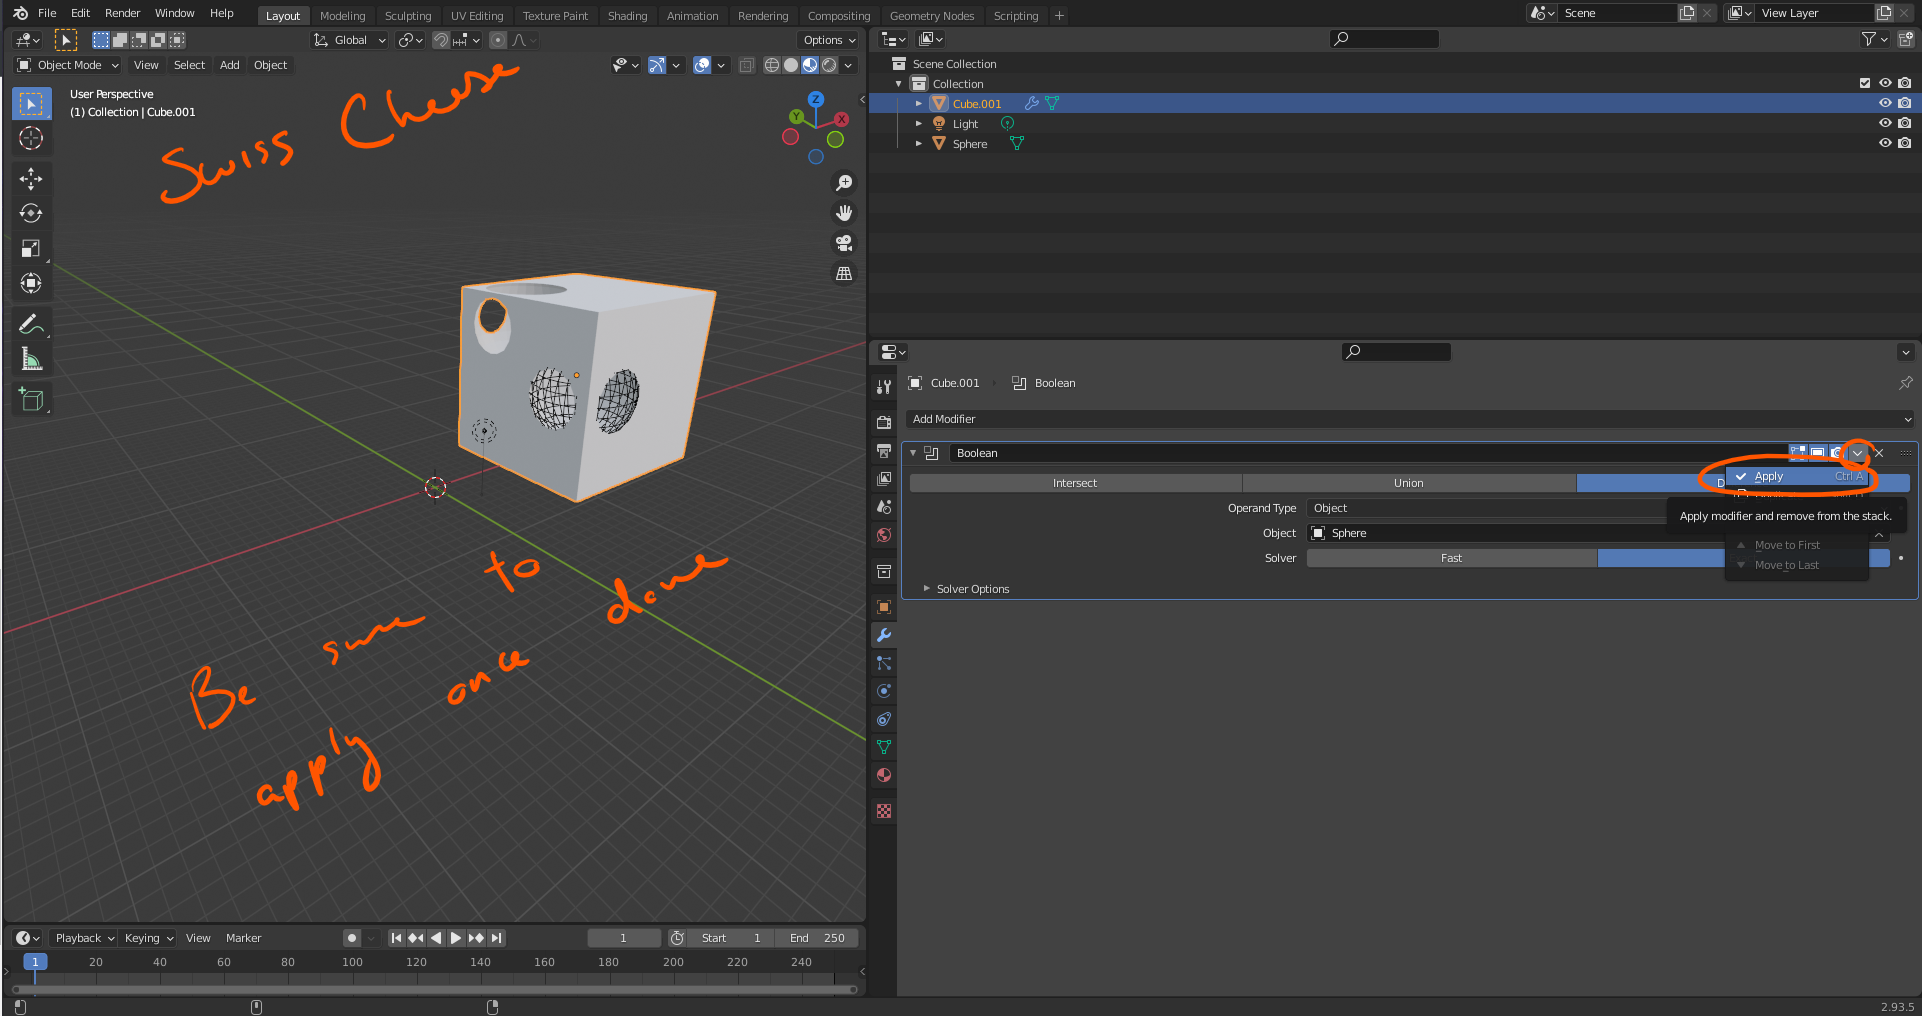 File Edit Render Window Help Layout Modeling Sculpting UV Editing Texture Paint Shading Animation Rendering Compositing Geometry Nodes Scripting + Scene View Layer
Global Options
Object Mode View Select Add Object
User Perspective
(1) Collection | Cube.001
Z
Y
X
Swiss Cheese
Be sure to
apply once done
Scene Collection
Collection
Cube.001
Light
Sphere
Cube.001 Boolean
Add Modifier
Boolean
Intersect Union D
Apply Ctrl A
Operand Type Object
Apply modifier and remove from the stack.
Object Sphere
Move to First
Solver Fast
Move to Last
Solver Options
Playback Keying View Marker 1 Start 1 End 250
1 20 40 60 80 100 120 140 160 180 200 220 240
2.93.5